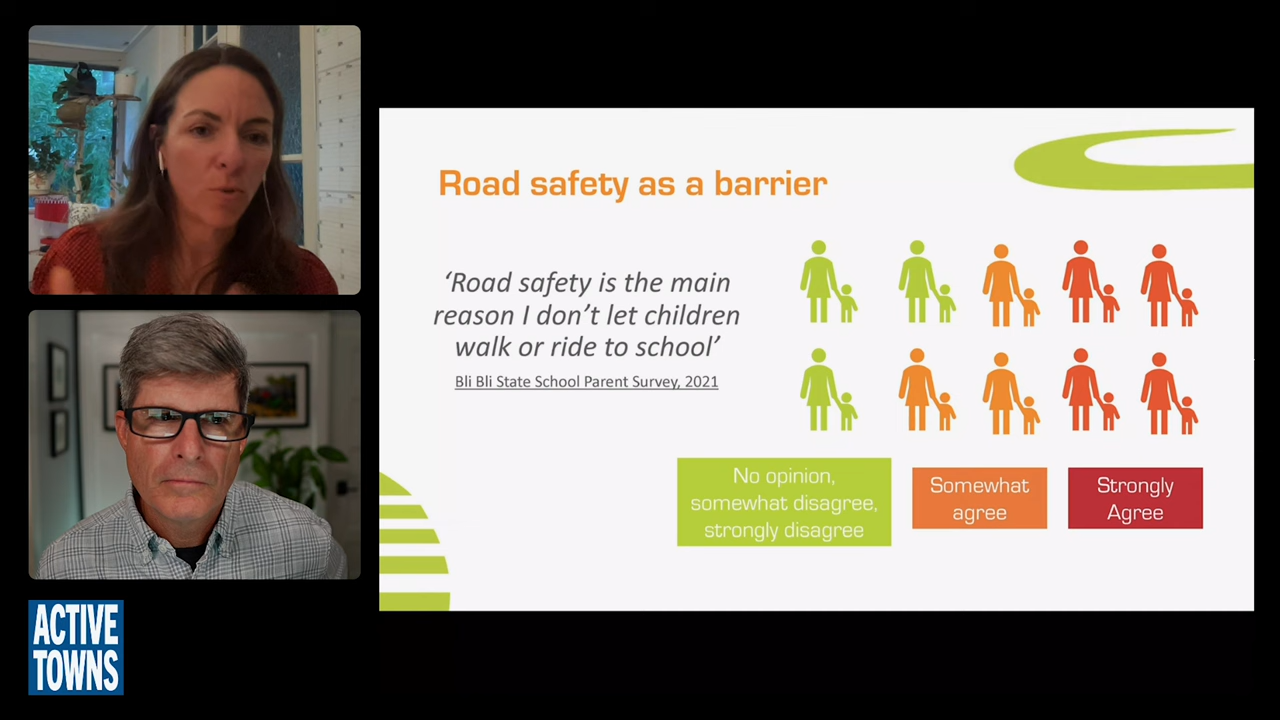 Road safety as a barrier
‘Road safety is the main
reason I don’t let children
walk or ride to school’
Bli Bli State School Parent Survey, 2021
No opinion,
somewhat disagree,
strongly disagree
Somewhat
agree
Strongly
Agree
ACTIVE
TOWNS